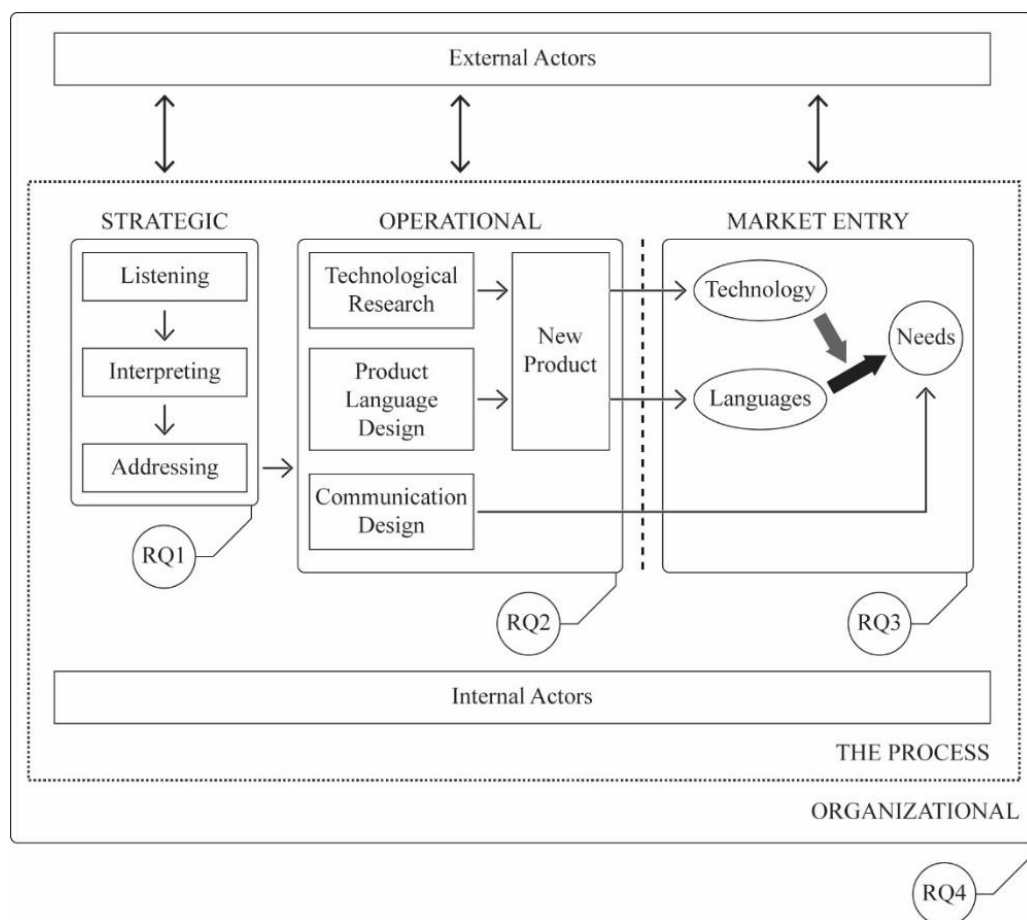 External Actors
STRATEGIC
Listening
Interpreting
Addressing
RQ1
OPERATIONAL
Technological
Research
Product
Language
Design
Communication
Design
New
Product
RQ2
MARKET ENTRY
Technology
Languages
Needs
RQ3
Internal Actors
THE PROCESS
ORGANIZATIONAL
RQ4